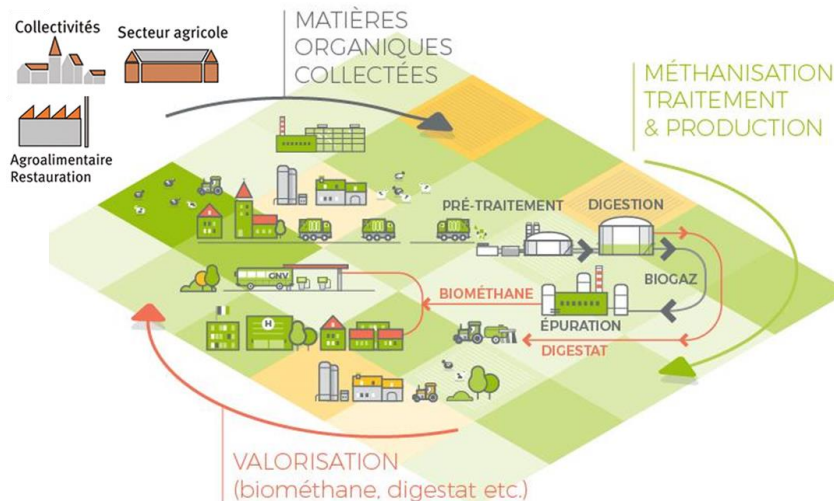 Collectivités
Secteur agricole
Agroalimentaire
Restauration
MATIÈRES
ORGANIQUES
COLLECTÉES
MÉTHANISATION
TRAITEMENT
& PRODUCTION
PRÉ-TRAITEMENT
DIGESTION
GNV
BIOGAZ
BIOMÉTHANE
H
ÉPURATION
DIGESTAT
VALORISATION
(biométhane, digestat etc.)